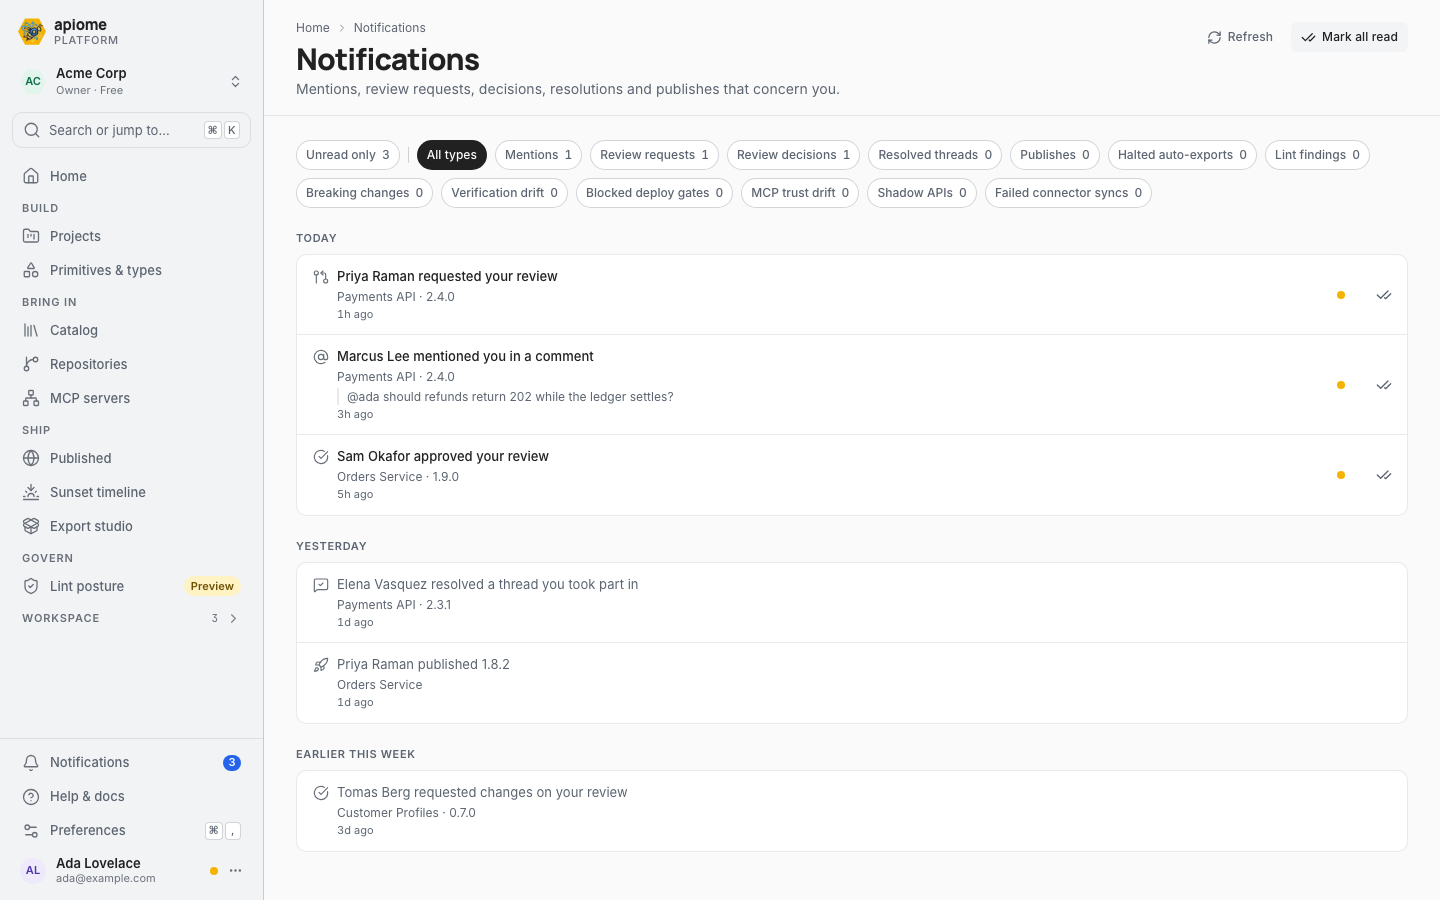 apiome
PLATFORM
AC
Acme Corp
Owner · Free
Search or jump to...
⌘ K
Home
BUILD
Projects
Primitives & types
BRING IN
Catalog
Repositories
MCP servers
SHIP
Published
Sunset timeline
Export studio
GOVERN
Lint posture Preview
WORKSPACE 3
Notifications 3
Help & docs
Preferences ⌘ ,
AL
Ada Lovelace
ada@example.com
Home > Notifications
Notifications
Mentions, review requests, decisions, resolutions and publishes that concern you.
Refresh
Mark all read
Unread only 3 All types Mentions 1 Review requests 1 Review decisions 1 Resolved threads 0 Publishes 0 Halted auto-exports 0 Lint findings 0
Breaking changes 0 Verification drift 0 Blocked deploy gates 0 MCP trust drift 0 Shadow APIs 0 Failed connector syncs 0
TODAY
Priya Raman requested your review
Payments API · 2.4.0
1h ago
Marcus Lee mentioned you in a comment
Payments API · 2.4.0
@ada should refunds return 202 while the ledger settles?
3h ago
Sam Okafor approved your review
Orders Service · 1.9.0
5h ago
YESTERDAY
Elena Vasquez resolved a thread you took part in
Payments API · 2.3.1
1d ago
Priya Raman published 1.8.2
Orders Service
1d ago
EARLIER THIS WEEK
Tomas Berg requested changes on your review
Customer Profiles · 0.7.0
3d ago